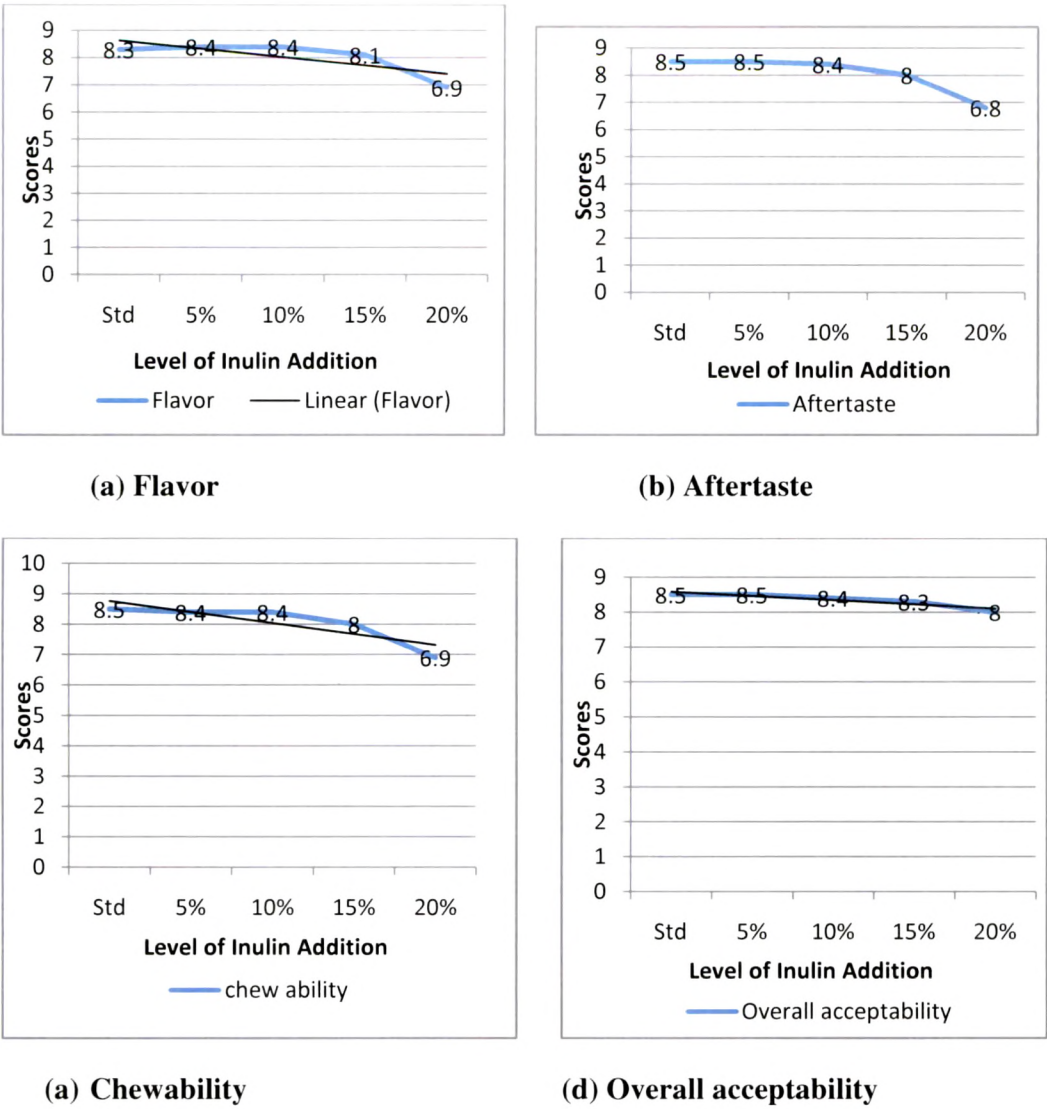 9
8
7
6
5
4
3
2
1
0
Scores
8.3 8.4 8.4 8.1 6.9
Std 5% 10% 15% 20%
Level of Inulin Addition
Flavor Linear (Flavor)
(a) Flavor
9
8
7
6
5
4
3
2
1
0
Scores
8.5 8.5 8.4 8 6.8
Std 5% 10% 15% 20%
Level of Inulin Addition
Aftertaste
(b) Aftertaste
10
9
8
7
6
5
4
3
2
1
0
Scores
8.5 8.4 8.4 8 6.9
Std 5% 10% 15% 20%
Level of Inulin Addition
chew ability
(a) Chewability
9
8
7
6
5
4
3
2
1
0
Scores
8.5 8.5 8.4 8.3 8
Std 5% 10% 15% 20%
Level of Inulin Addition
Overall acceptability
(d) Overall acceptability